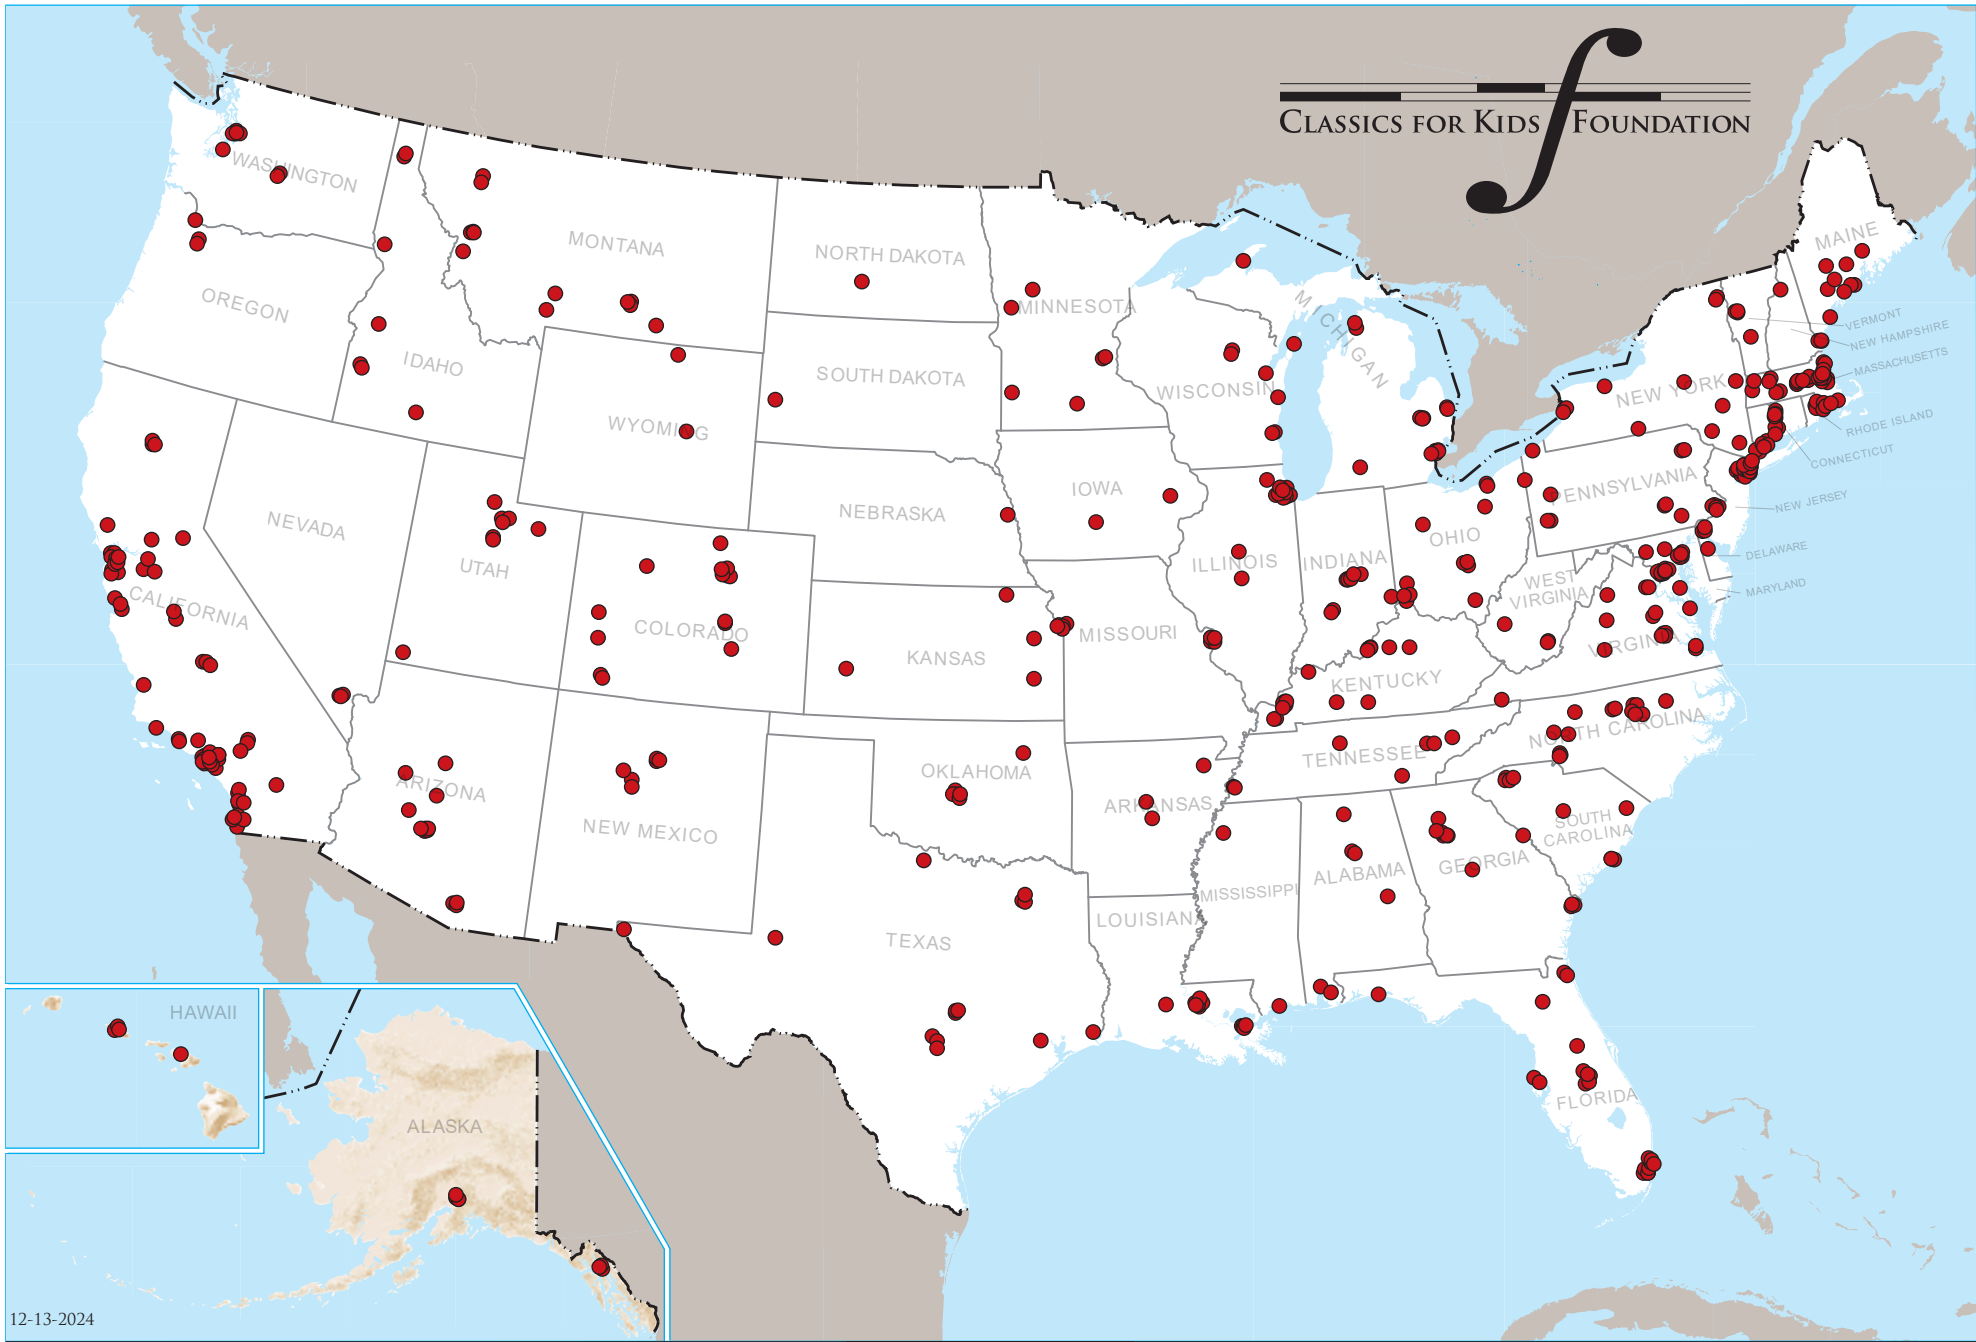 CLASSICS FOR KIDS FOUNDATION
WASHINGTON
MONTANA
NORTH DAKOTA
MINNESOTA
MICHIGAN
MAINE
OREGON
IDAHO
SOUTH DAKOTA
WISCONSIN
NEW YORK
VERMONT
NEW HAMPSHIRE
MASSACHUSETTS
WYOMING
RHODE ISLAND
CONNECTICUT
NEVADA
NEBRASKA
IOWA
PENNSYLVANIA
NEW JERSEY
UTAH
ILLINOIS
INDIANA
OHIO
DELAWARE
CALIFORNIA
COLORADO
KANSAS
MISSOURI
WEST
VIRGINIA
MARYLAND
VIRGINIA
KENTUCKY
ARIZONA
NEW MEXICO
OKLAHOMA
ARKANSAS
TENNESSEE
NORTH CAROLINA
SOUTH
CAROLINA
TEXAS
LOUISIANA
MISSISSIPPI
ALABAMA
GEORGIA
HAWAII
ALASKA
FLORIDA
12-13-2024